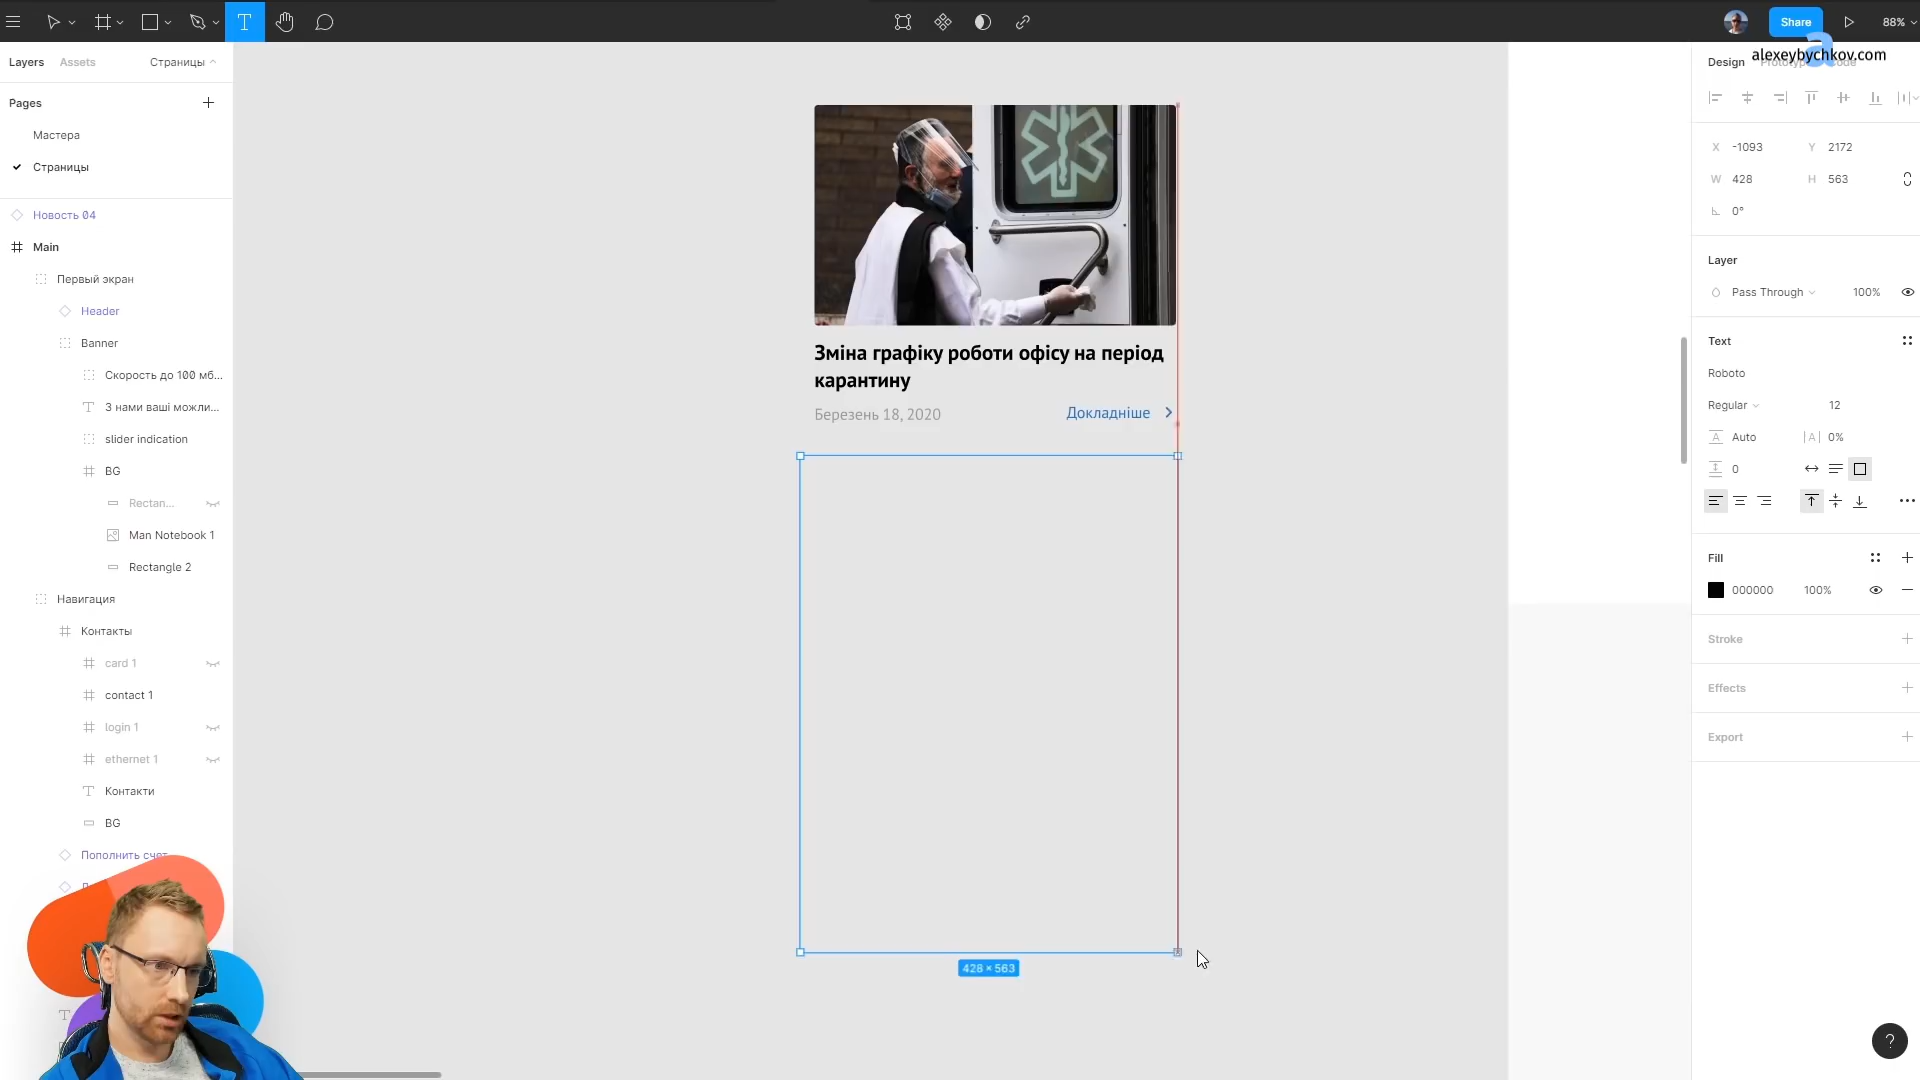 T
Share
88%
alexeybychkov.com
Layers
Assets
Страницы
Design
Pages
Мастера
Страницы
Новость 04
Main
Первый экран
Header
Banner
Скорость до 100 мб...
З нами ваші можли...
slider indication
BG
Rectan...
Man Notebook 1
Rectangle 2
Навигация
Контакты
card 1
contact 1
login 1
ethernet 1
Контакти
BG
Пополнить счет
Зміна графіку роботи офісу на період
карантину
Березень 18, 2020
Докладніше
428 × 563
X -1093 Y 2172
W 428 H 563
0°
Layer
Pass Through 100%
Text
Roboto
Regular 12
Auto 0%
0
Fill
000000 100%
Stroke
Effects
Export
?